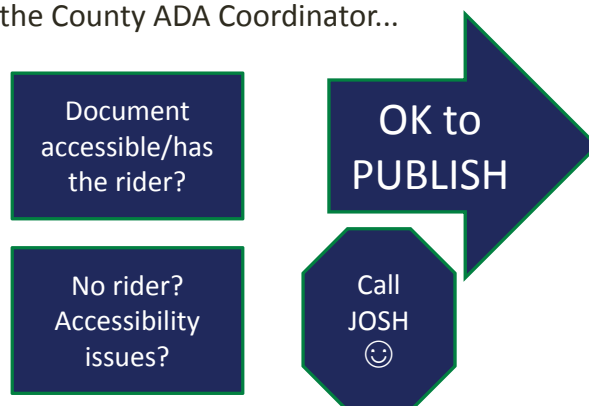 the County ADA Coordinator...
Document
accessible/has
the rider?
OK to
PUBLISH
No rider?
Accessibility
issues?
Call
JOSH
☺